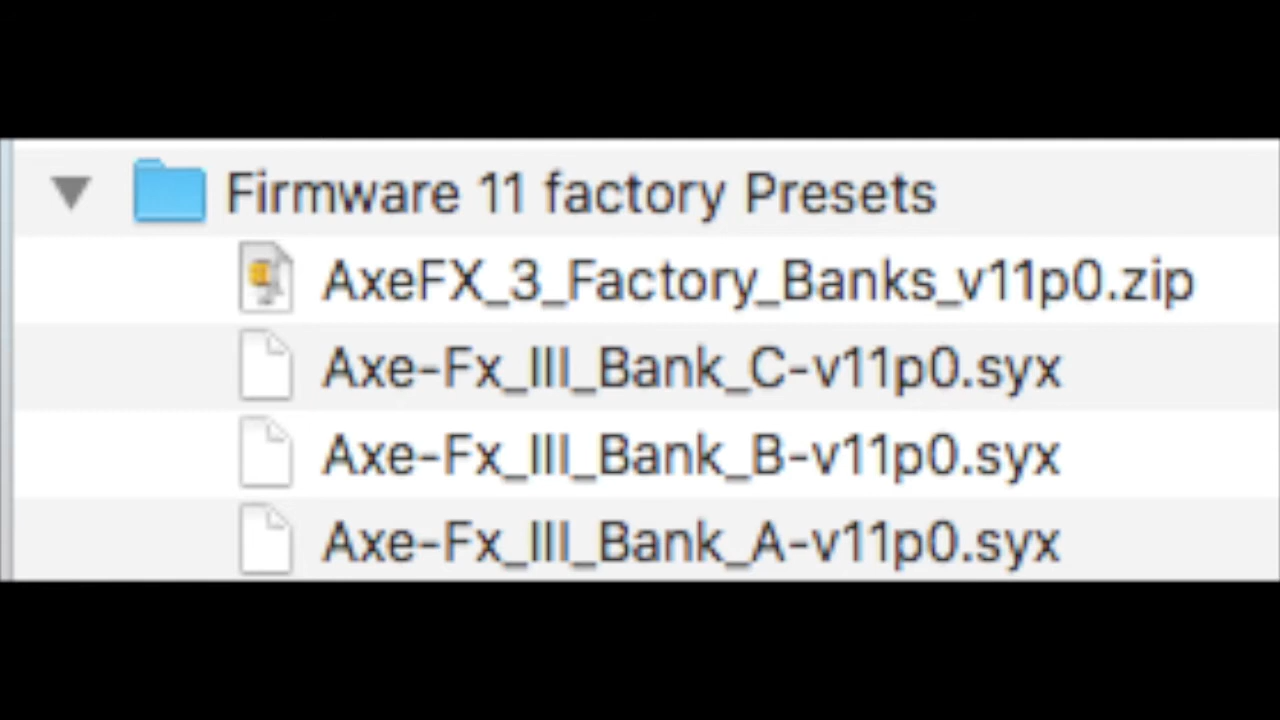 Firmware 11 factory Presets
AxeFX_3_Factory_Banks_v11p0.zip
Axe-Fx_III_Bank_C-v11p0.syx
Axe-Fx_III_Bank_B-v11p0.syx
Axe-Fx_III_Bank_A-v11p0.syx